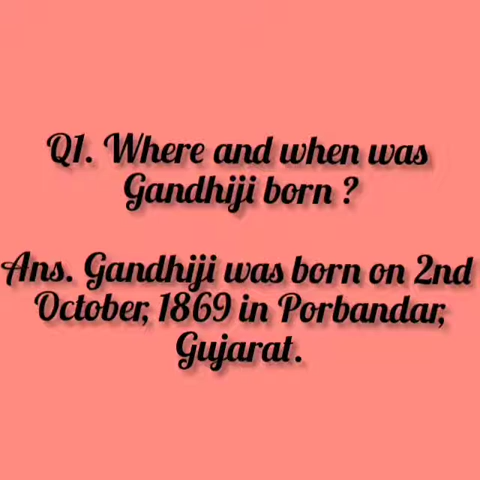 Q1. Where and when was
Gandhiji born ?
Ans. Gandhiji was born on 2nd
October, 1869 in Porbandar,
Gujarat.